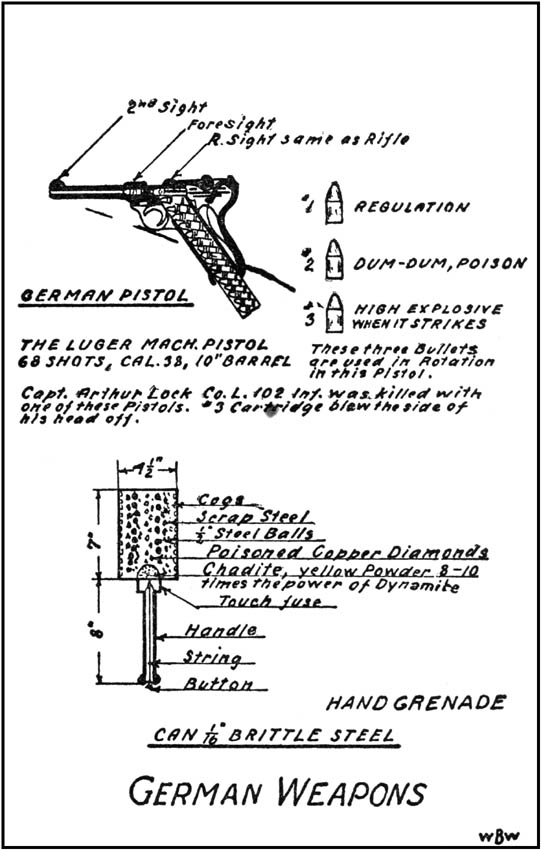 2nd Sight
Foresight
R. Sight same as Rifle
#1 REGULATION
#2 DUM-DUM, POISON
#3 HIGH EXPLOSIVE
WHEN IT STRIKES
GERMAN PISTOL
THE LUGER MACH. PISTOL
68 SHOTS, CAL. 38, 10" BARREL
These three Bullets
are used in Rotation
in this Pistol.
Capt. Arthur Lock Co. L. 102 Inf. was killed with
one of these Pistols. #3 Cartridge blew the side of
his head off.
4 1/2"
7"
8"
Cogs
Scrap Steel
1/2" Steel Balls
Poisoned Copper Diamonds
Chadite, yellow Powder 8-10
times the power of Dynamite
Touch fuse
Handle
String
Button
HAND GRENADE
CAN 1/16" BRITTLE STEEL
GERMAN WEAPONS
WBW